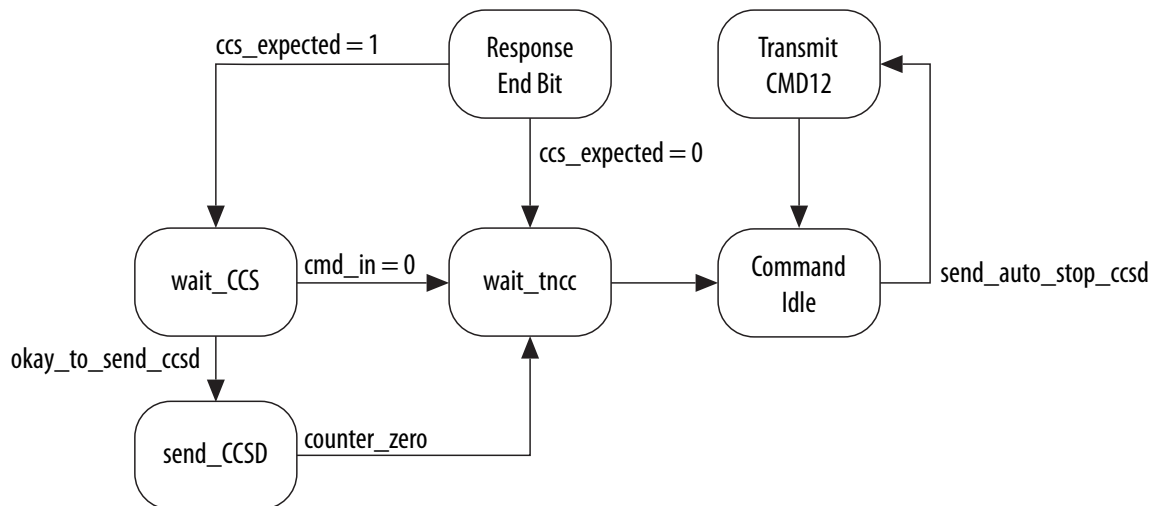 ccs_expected = 1
Response
End Bit
Transmit
CMD12
ccs_expected = 0
wait_CCS
cmd_in = 0
wait_tncc
Command
Idle
send_auto_stop_ccsd
okay_to_send_ccsd
send_CCSD
counter_zero